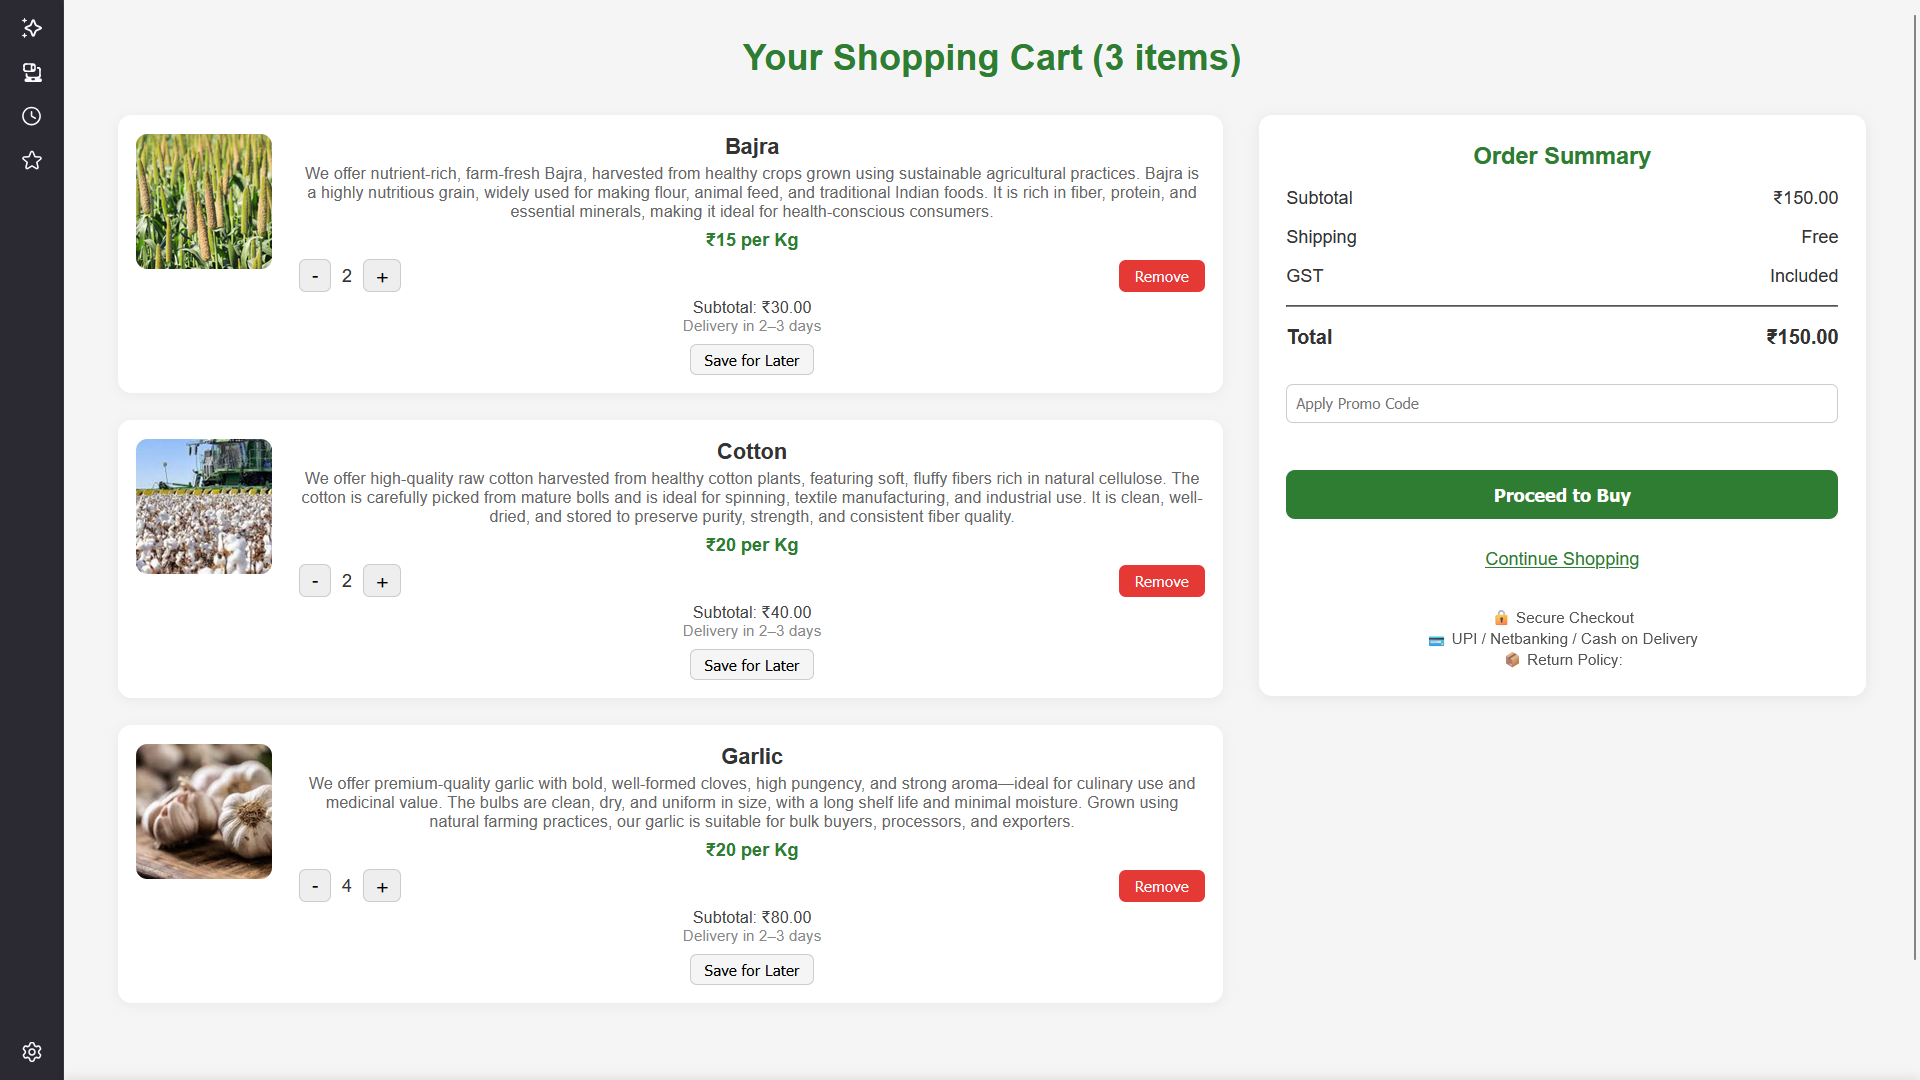 Your Shopping Cart (3 items)
Bajra
We offer nutrient-rich, farm-fresh Bajra, harvested from healthy crops grown using sustainable agricultural practices. Bajra is
a highly nutritious grain, widely used for making flour, animal feed, and traditional Indian foods. It is rich in fiber, protein, and
essential minerals, making it ideal for health-conscious consumers.
₹15 per Kg
- 2 + Remove
Subtotal: ₹30.00
Delivery in 2–3 days
Save for Later
Cotton
We offer high-quality raw cotton harvested from healthy cotton plants, featuring soft, fluffy fibers rich in natural cellulose. The
cotton is carefully picked from mature bolls and is ideal for spinning, textile manufacturing, and industrial use. It is clean, well-
dried, and stored to preserve purity, strength, and consistent fiber quality.
₹20 per Kg
- 2 + Remove
Subtotal: ₹40.00
Delivery in 2–3 days
Save for Later
Garlic
We offer premium-quality garlic with bold, well-formed cloves, high pungency, and strong aroma—ideal for culinary use and
medicinal value. The bulbs are clean, dry, and uniform in size, with a long shelf life and minimal moisture. Grown using
natural farming practices, our garlic is suitable for bulk buyers, processors, and exporters.
₹20 per Kg
- 4 + Remove
Subtotal: ₹80.00
Delivery in 2–3 days
Save for Later
Order Summary
Subtotal ₹150.00
Shipping Free
GST Included
Total ₹150.00
Apply Promo Code
Proceed to Buy
Continue Shopping
🔒 Secure Checkout
💳 UPI / Netbanking / Cash on Delivery
📦 Return Policy: